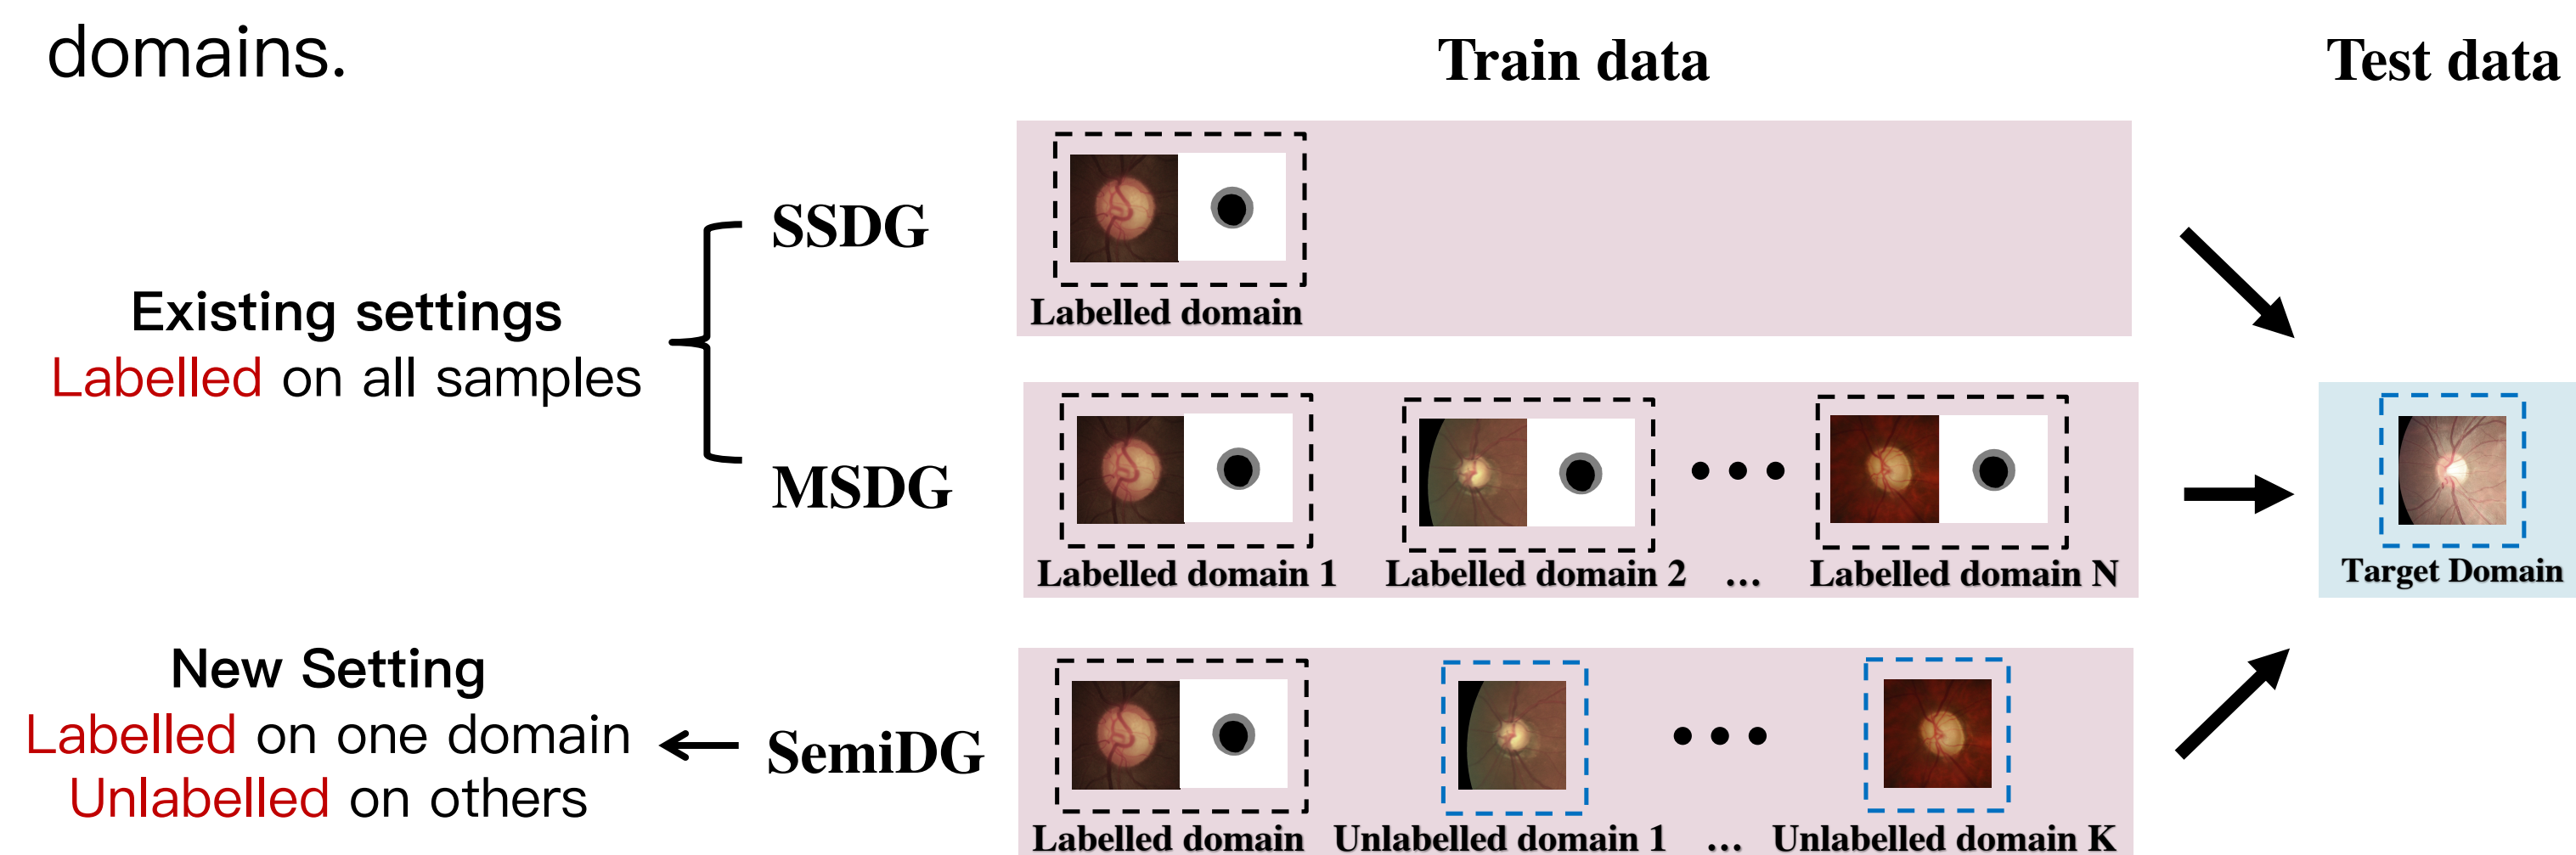 domains.
Train data
Test data
SSDG
Existing settings
Labelled on all samples
Labelled domain
MSDG
Labelled domain 1
Labelled domain 2
...
Labelled domain N
Target Domain
New Setting
Labelled on one domain
Unlabelled on others
SemiDG
Labelled domain
Unlabelled domain 1
...
Unlabelled domain K